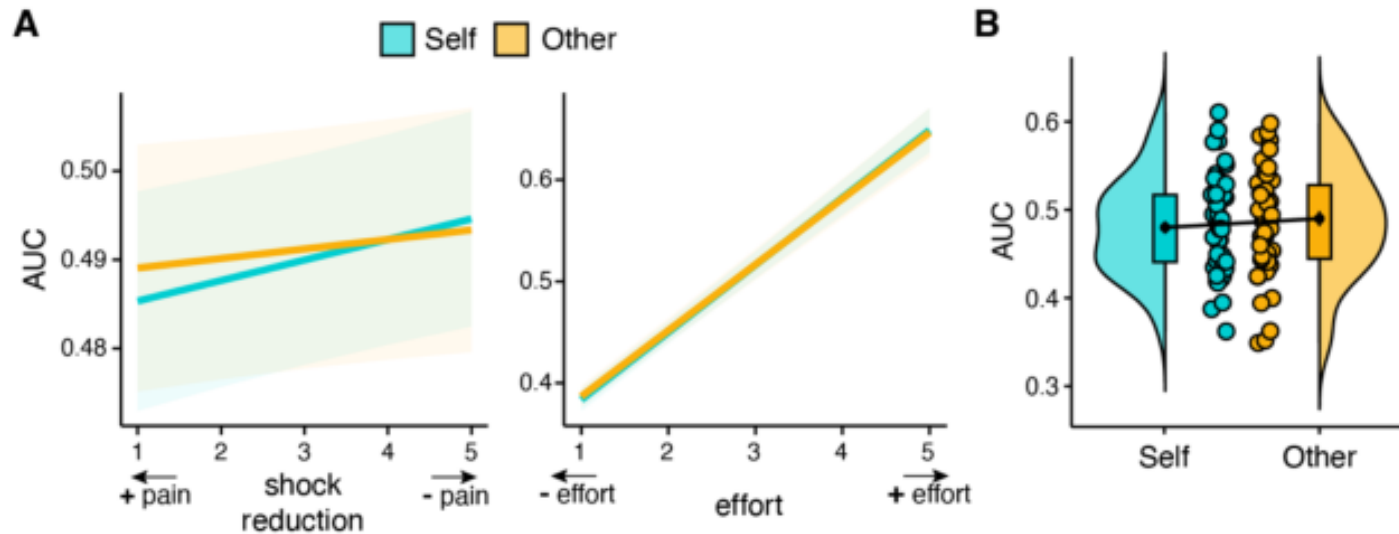 A
Self Other
B
AUC
0.50
0.49
0.48
1 2 3 4 5
+ pain
shock reduction
- pain
0.6
0.4
1 2 3 4 5
- effort
effort
+ effort
AUC
0.6
0.5
0.4
0.3
Self Other